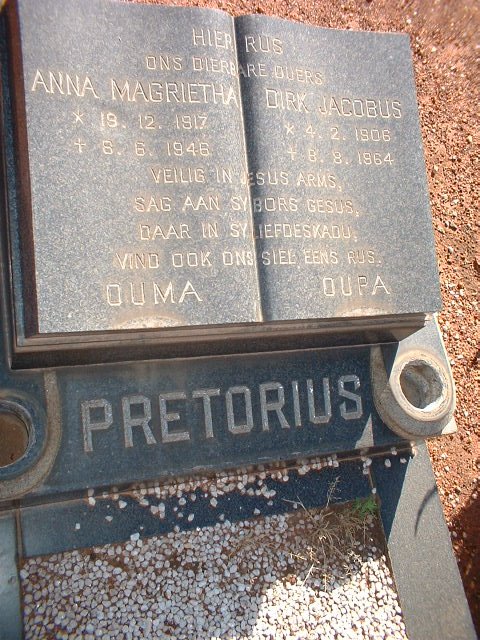 HIER RUS
ONS DIERBARE OUERS
ANNA MAGRIETHA
* 19.12.1917
+ 6.6.1946
DIRK JACOBUS
* 4.2.1906
+ 8.8.1964
VEILIG IN JESUS ARMS,
SAG AAN SY BORS GESUS,
DAAR IN SY LIEFDESKADU,
VIND OOK ONS SIEL EENS RUS.
OUMA
OUPA
PRETORIUS